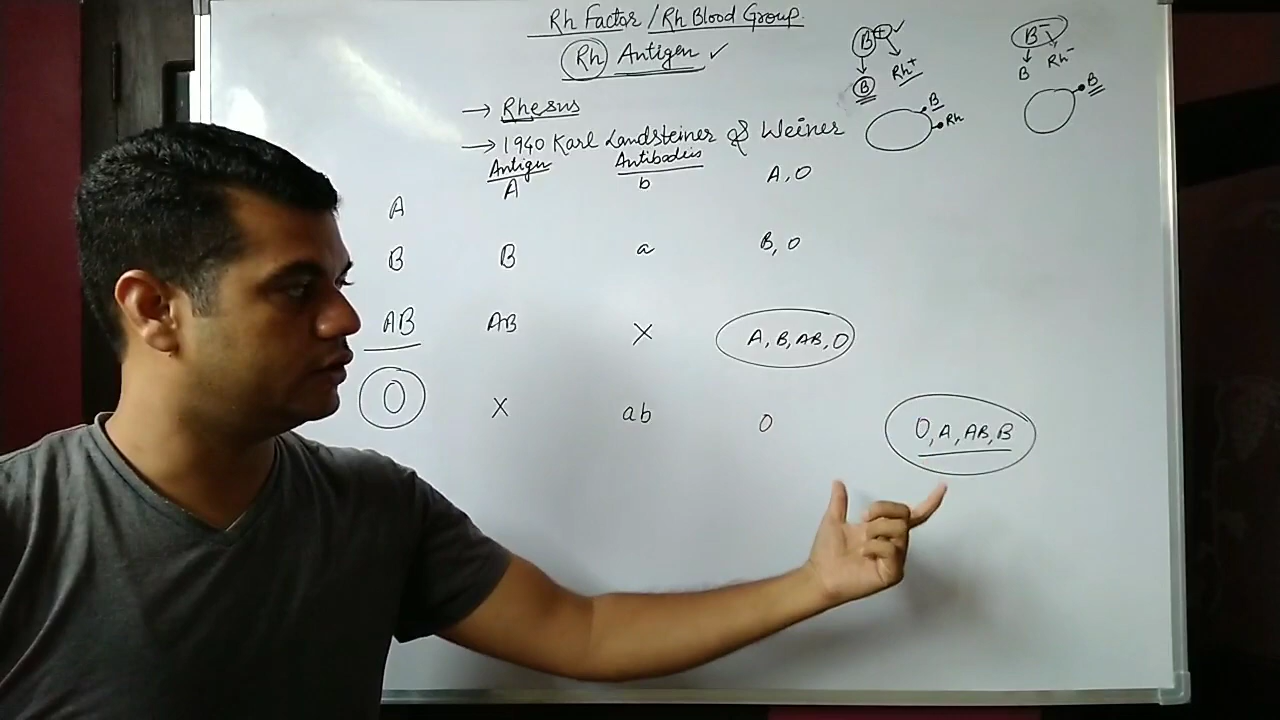 Rh Factor / Rh Blood Group
Rh Antigen ✓
→ Rhesus
→ 1940 Karl Landsteiner & Weiner
Antigen Antibodies
A A b A, O
B B a B, O
AB AB X A, B, AB, O
O X ab O
O, A, AB, B
B+ ✓
B Rh+
B
Rh
B-
B Rh-
B